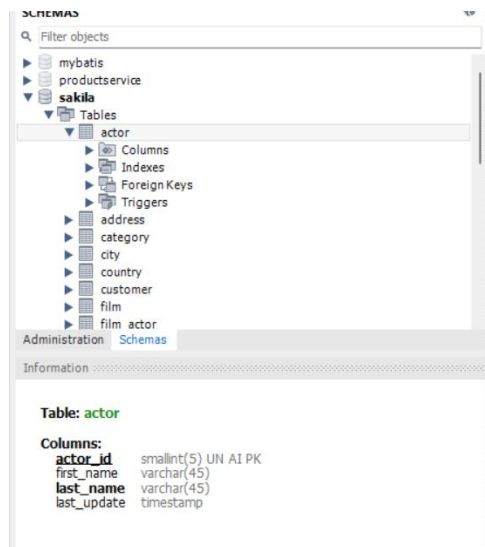 SCHEMAS
Filter objects
mybatis
productservice
sakila
Tables
actor
Columns
Indexes
Foreign Keys
Triggers
address
category
city
country
customer
film
film_actor
Administration Schemas
Information
Table: actor
Columns:
actor_id smallint(5) UN AI PK
first_name varchar(45)
last_name varchar(45)
last_update timestamp